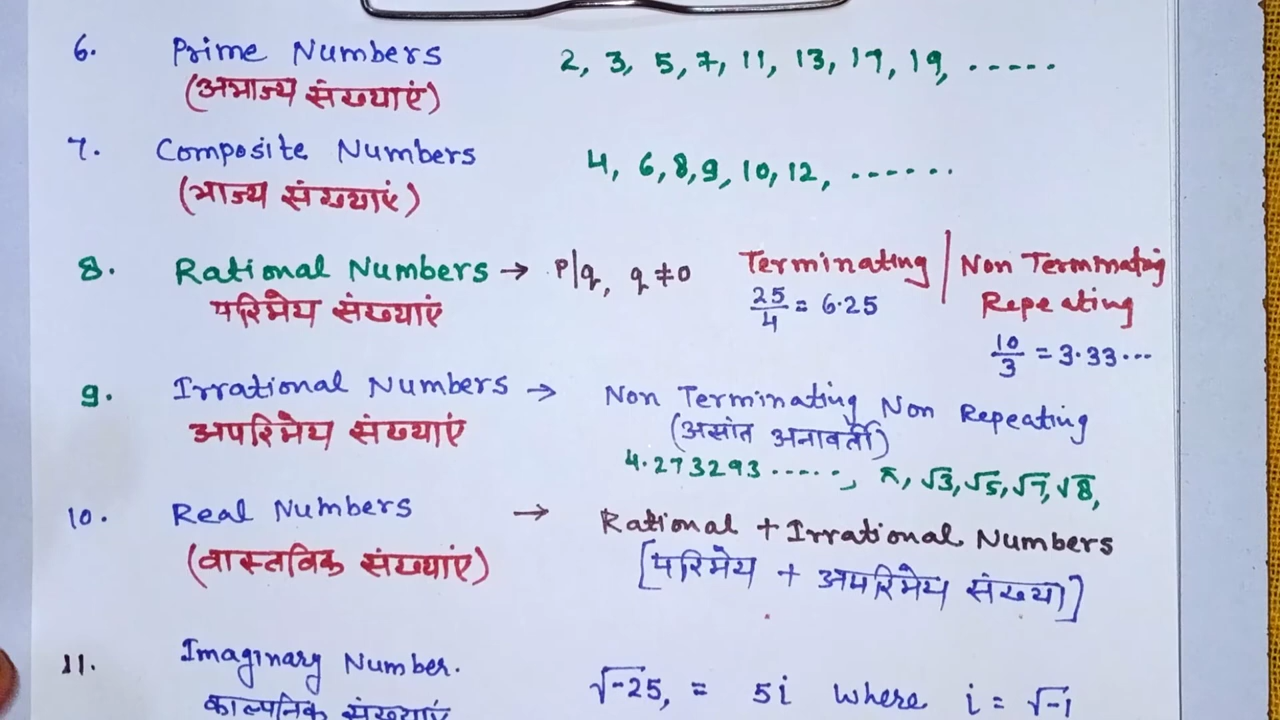 6. Prime Numbers 2, 3, 5, 7, 11, 13, 17, 19, .....
(अभाज्य संख्याएं)
7. Composite Numbers 4, 6, 8, 9, 10, 12, ......
(भाज्य संख्याएं)
8. Rational Numbers → P/q, q ≠ 0 Terminating | Non Terminating
परिमेय संख्याएं 25/4 = 6.25 Repeating
10/3 = 3.33...
9. Irrational Numbers → Non Terminating Non Repeating
अपरिमेय संख्याएं (असांत अनावर्ती)
4.273293 ....., π, √3, √5, √7, √8,
10. Real Numbers → Rational + Irrational Numbers
(वास्तविक संख्याएं) [परिमेय + अपरिमेय संख्या]
11. Imaginary Number. √-25, = 5i where i = √-1
काल्पनिक संख्याएं